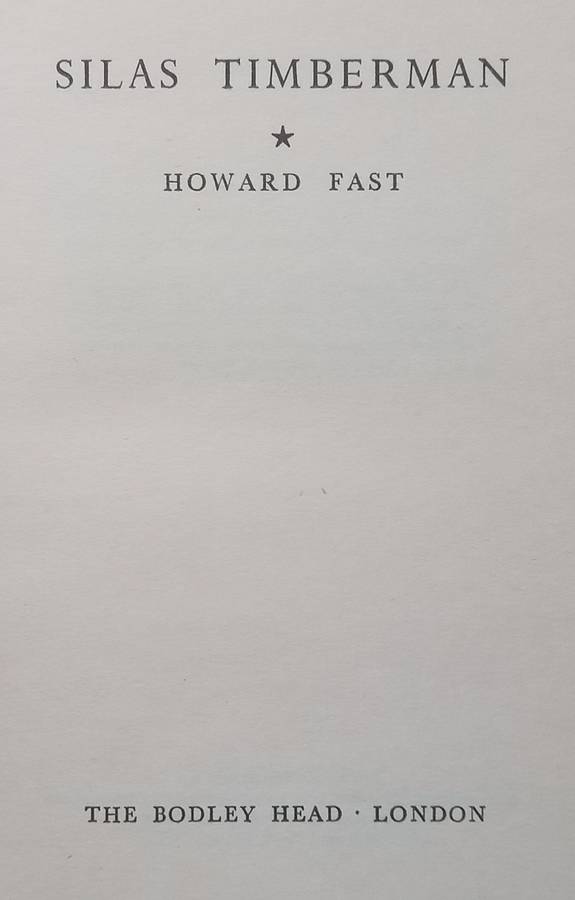 SILAS TIMBERMAN
★
HOWARD FAST
THE BODLEY HEAD · LONDON